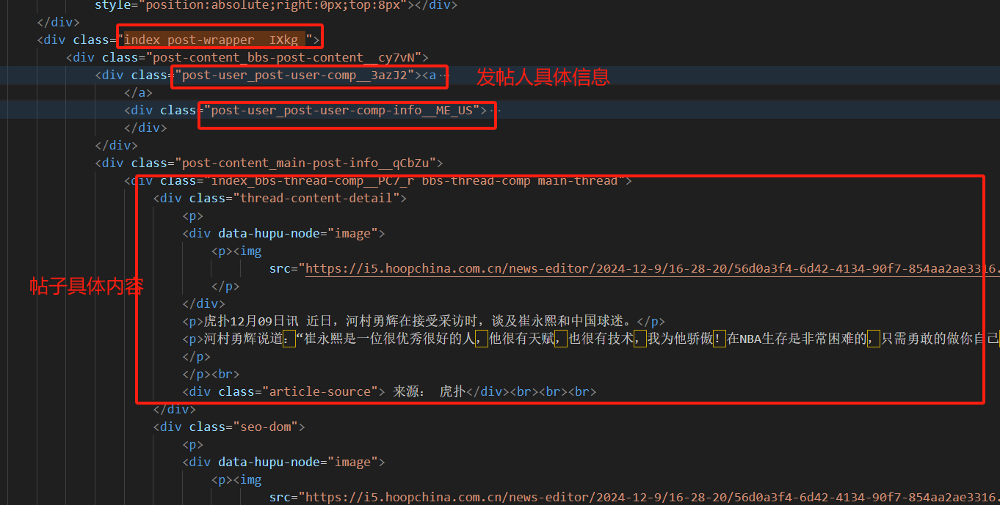 style="position:absolute;right:0px;top:8px"></div>
</div>
<div class="index_post-wrapper__IXkg_">
<div class="post-content_bbs-post-content__cy7vN">
<div class="post-user_post-user-comp__3azJ2"><a ··
发帖人具体信息
</a>
<div class="post-user_post-user-comp-info__ME_US"> ··
</div>
</div>
<div class="post-content_main-post-info__qCbZu">
<div class="index_bbs-thread-comp__PC7_r bbs-thread-comp main-thread">
<div class="thread-content-detail">
<p>
<div data-hupu-node="image">
<p><img
src="https://i5.hoopchina.com.cn/news-editor/2024-12-9/16-28-20/56d0a3f4-6d42-4134-90f7-854aa2ae3316.
帖子具体内容
</p>
</div>
<p>虎扑12月09日讯 近日，河村勇辉在接受采访时，谈及崔永熙和中国球迷。</p>
<p>河村勇辉说道：“崔永熙是一位很优秀很好的人，他很有天赋，也很有技术，我为他骄傲！在NBA生存是非常困难的，只需勇敢的做你自己
</p>
</p><br>
<div class="article-source"> 来源： 虎扑</div><br><br><br>
</div>
<div class="seo-dom">
<p>
<div data-hupu-node="image">
<p><img
src="https://i5.hoopchina.com.cn/news-editor/2024-12-9/16-28-20/56d0a3f4-6d42-4134-90f7-854aa2ae3316.